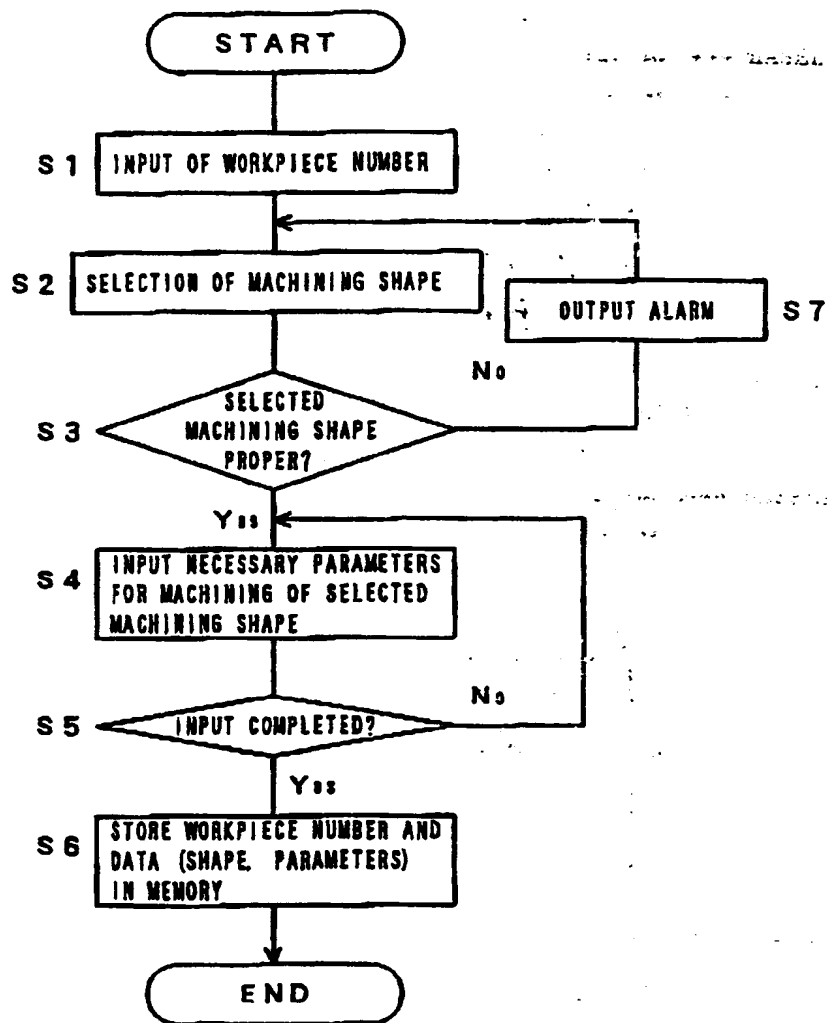 START
S1 INPUT OF WORKPIECE NUMBER
S2 SELECTION OF MACHINING SHAPE
OUTPUT ALARM S7
No
S3
SELECTED
MACHINING SHAPE
PROPER?
Yes
S4
INPUT NECESSARY PARAMETERS
FOR MACHINING OF SELECTED
MACHINING SHAPE
No
S5 INPUT COMPLETED?
Yes
S6
STORE WORKPIECE NUMBER AND
DATA (SHAPE, PARAMETERS)
IN MEMORY
END